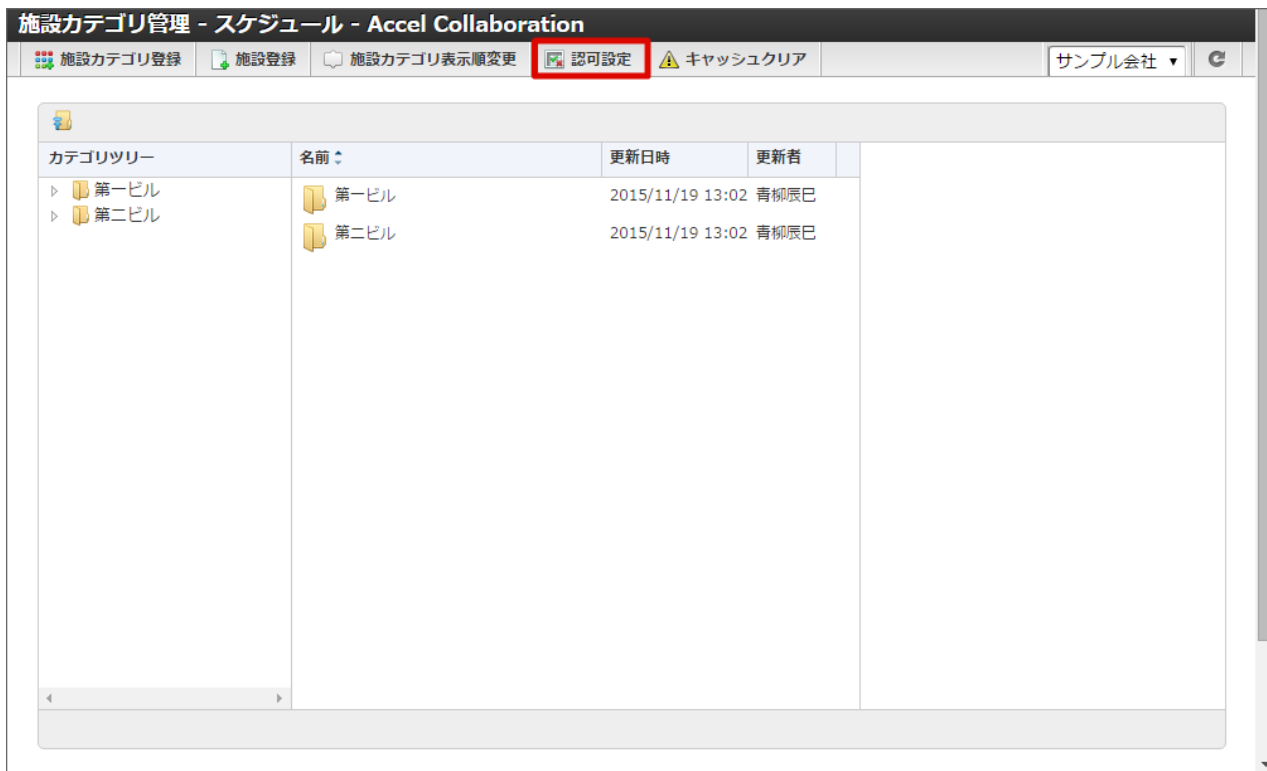 施設カテゴリ管理 - スケジュール - Accel Collaboration
施設カテゴリ登録 施設登録 施設カテゴリ表示順変更 認可設定 キャッシュクリア サンプル会社
カテゴリツリー 名前 更新日時 更新者
第一ビル 第一ビル 2015/11/19 13:02 青柳辰巳
第二ビル 第二ビル 2015/11/19 13:02 青柳辰巳